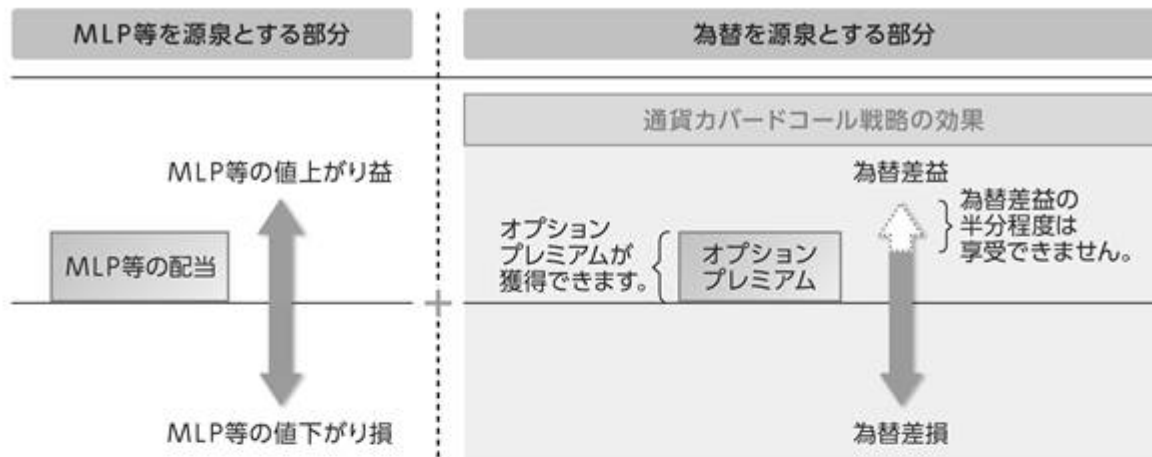 MLP等を源泉とする部分
為替を源泉とする部分
通貨カバードコール戦略の効果
MLP等の値上がり益
為替差益
MLP等の配当
オプション
プレミアムが
獲得できます。
オプション
プレミアム
為替差益の
半分程度は
享受できません。
MLP等の値下がり損
為替差損